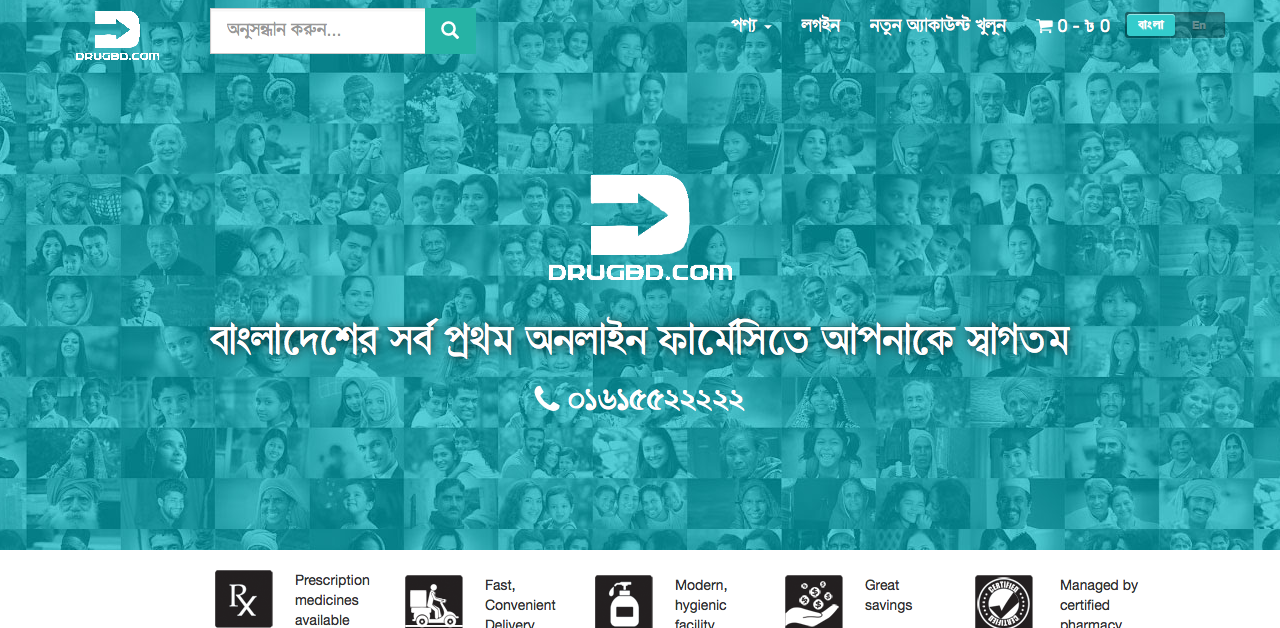 DRUGBD.COM
অনুসন্ধান করুন...
পণ্য
লগইন
নতুন অ্যাকাউন্ট খুলুন
0 - ৳ 0
বাংলা
En
DRUGBD.COM
বাংলাদেশের সর্ব প্রথম অনলাইন ফার্মেসিতে আপনাকে স্বাগতম
০১৬১৫৫২২২২২
Rx
Prescription
medicines
available
Fast,
Convenient
Delivery
Modern,
hygienic
facility
Great
savings
CERTIFIED
CERTIFIED
Managed by
certified
pharmacy